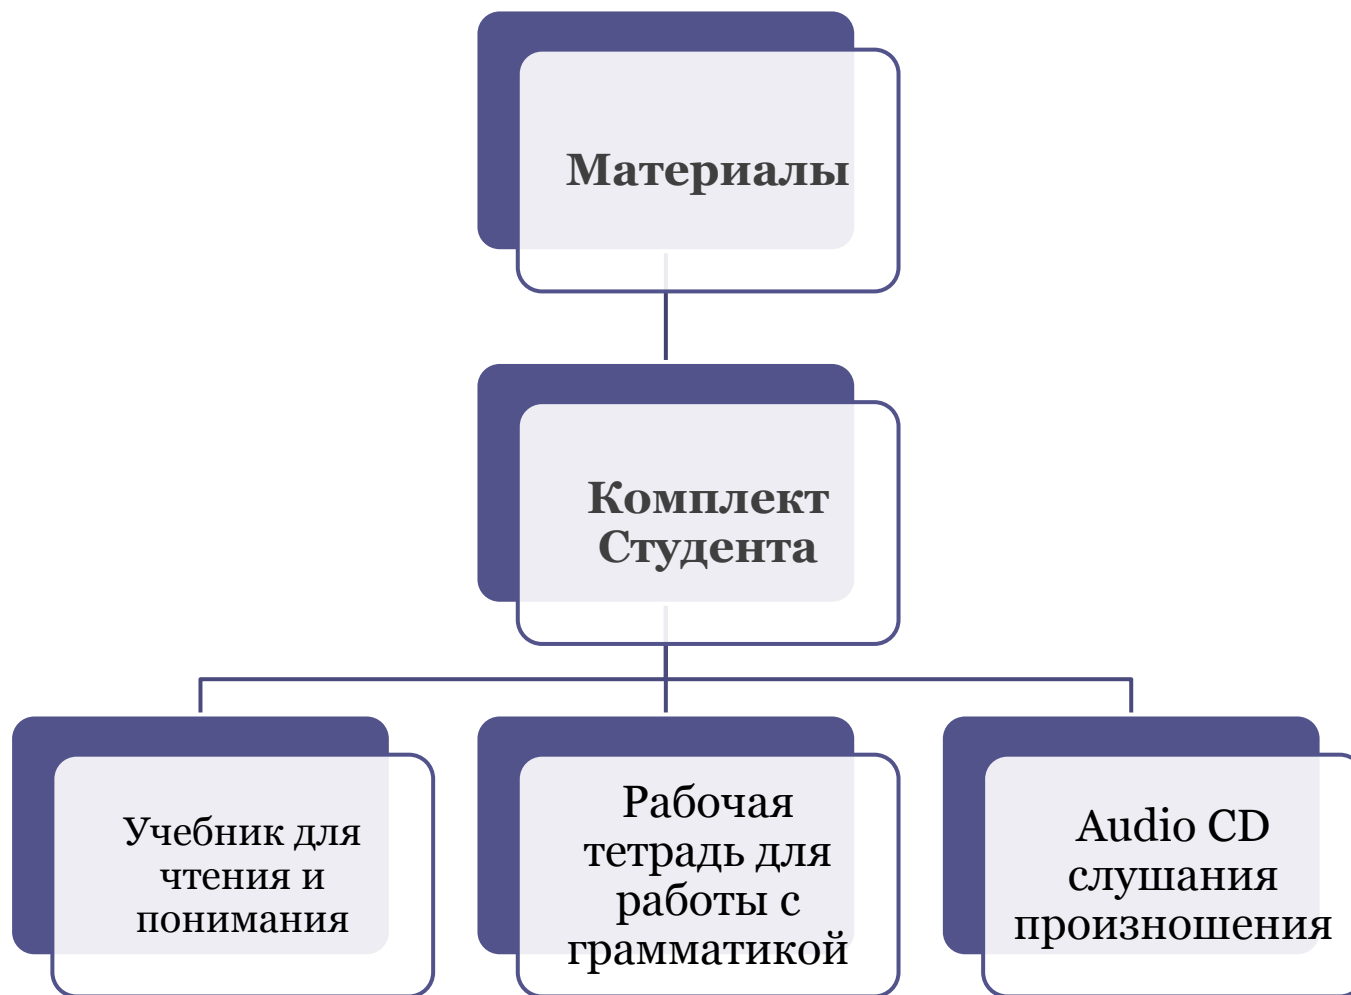 Материалы
Комплект
Студента
Учебник для
чтения и
понимания
Рабочая
тетрадь для
работы с
грамматикой
Audio CD
слушания
произношения